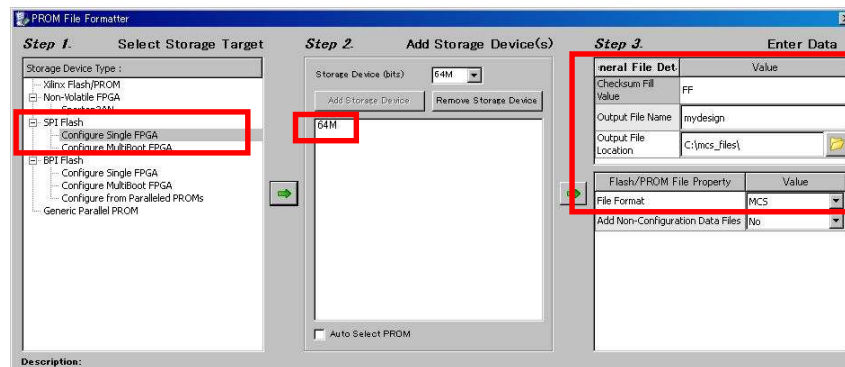 PROM File Formatter
Step 1. Select Storage Target
Storage Device Type :
Xilinx Flash/PROM
Non-Volatile FPGA
Spartan3AN
SPI Flash
Configure Single FPGA
Configure MultiBoot FPGA
BPI Flash
Configure Single FPGA
Configure MultiBoot FPGA
Configure from Paralleled PROMs
Generic Parallel PROM
Description:
Step 2. Add Storage Device(s)
Storage Device (bits) 64M
Add Storage Device Remove Storage Device
64M
Auto Select PROM
Step 3. Enter Data
neral File Det Value
Checksum Fill
Value FF
Output File Name mydesign
Output File
Location C:\mcs_files\
Flash/PROM File Property Value
File Format MCS
Add Non-Configuration Data Files No